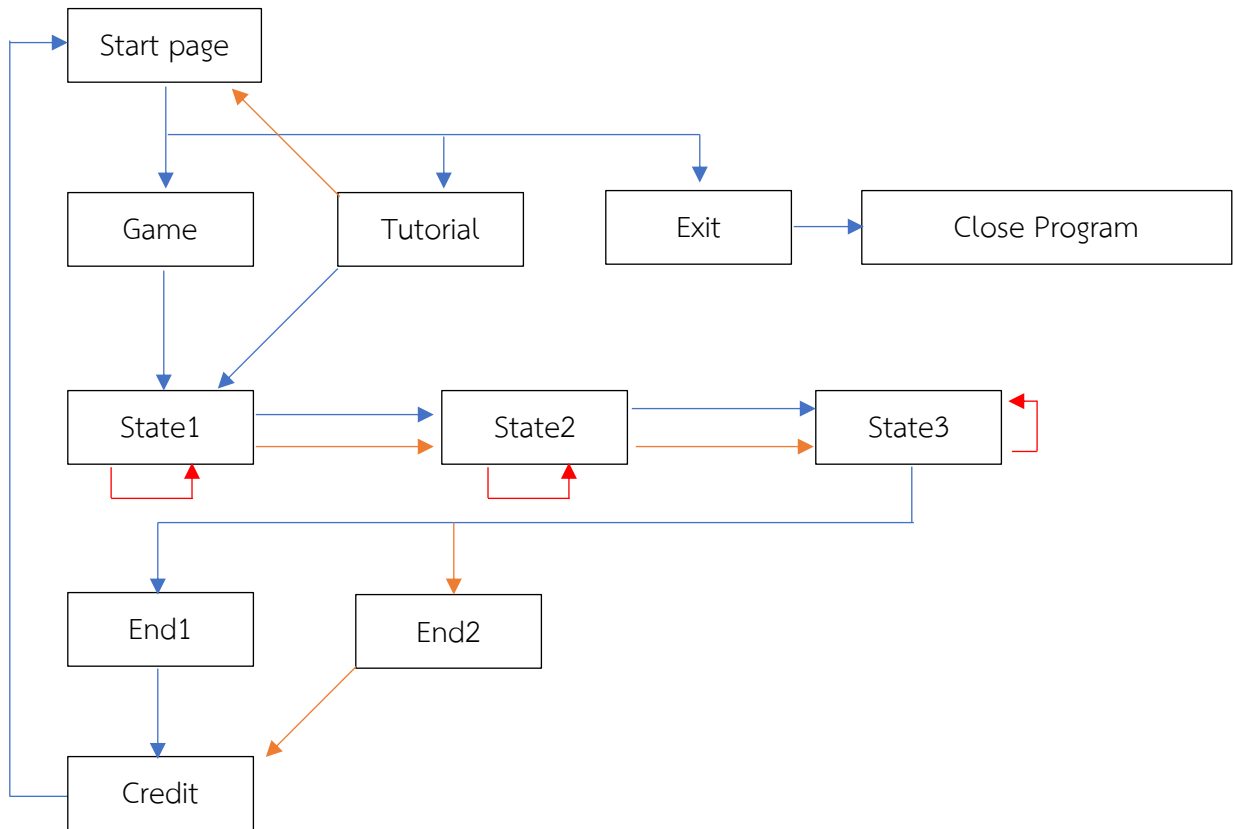 Start page
Game
Tutorial
Exit
Close Program
State1
State2
State3
End1
End2
Credit